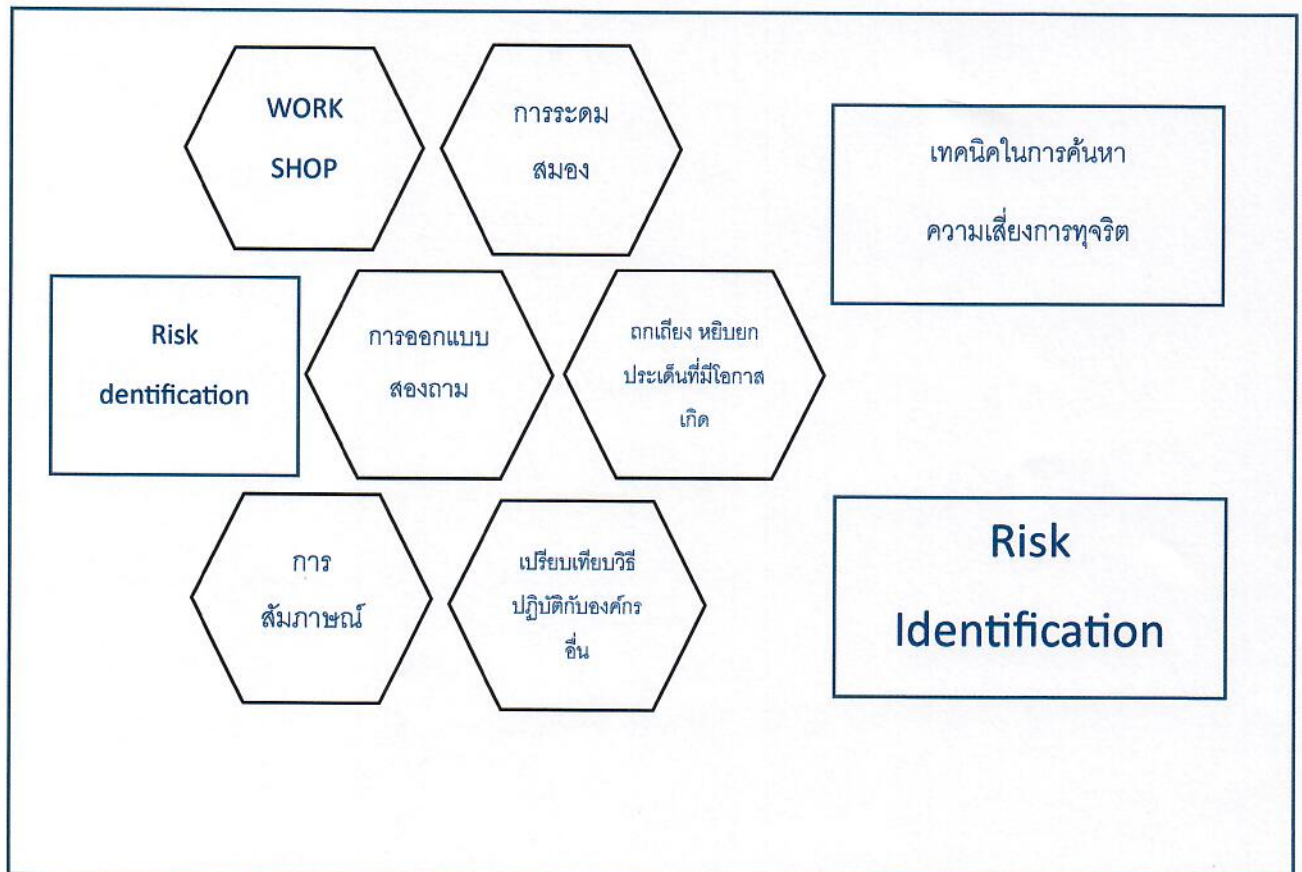 WORK
SHOP
การระดม
สมอง
เทคนิคในการค้นหา
ความเสี่ยงการทุจริต
Risk
dentification
การออกแบบ
สองถาม
ถกเถียง หยิบยก
ประเด็นที่มีโอกาส
เกิด
การ
สัมภาษณ์
เปรียบเทียบวิธี
ปฏิบัติกับองค์กร
อื่น
Risk
Identification